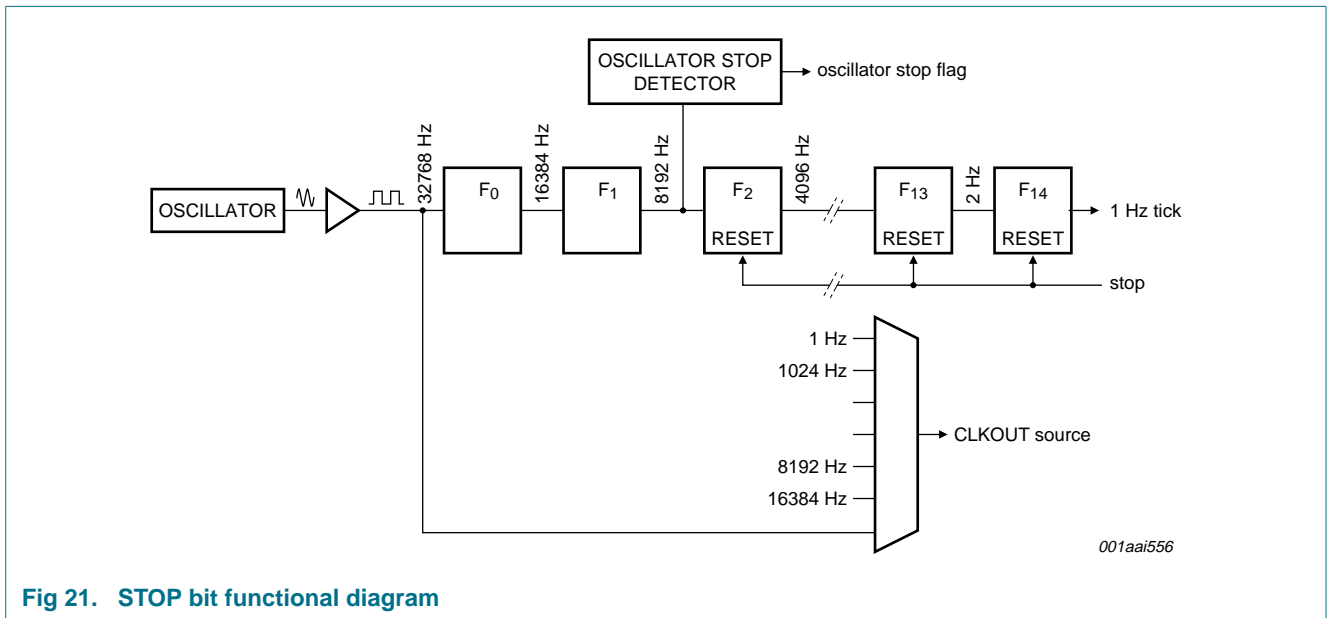 OSCILLATOR STOP
DETECTOR
oscillator stop flag
32768 Hz
16384 Hz
8192 Hz
4096 Hz
2 Hz
OSCILLATOR
F0
F1
F2
RESET
F13
RESET
F14
RESET
1 Hz tick
stop
1 Hz
1024 Hz
CLKOUT source
8192 Hz
16384 Hz
001aai556
Fig 21. STOP bit functional diagram